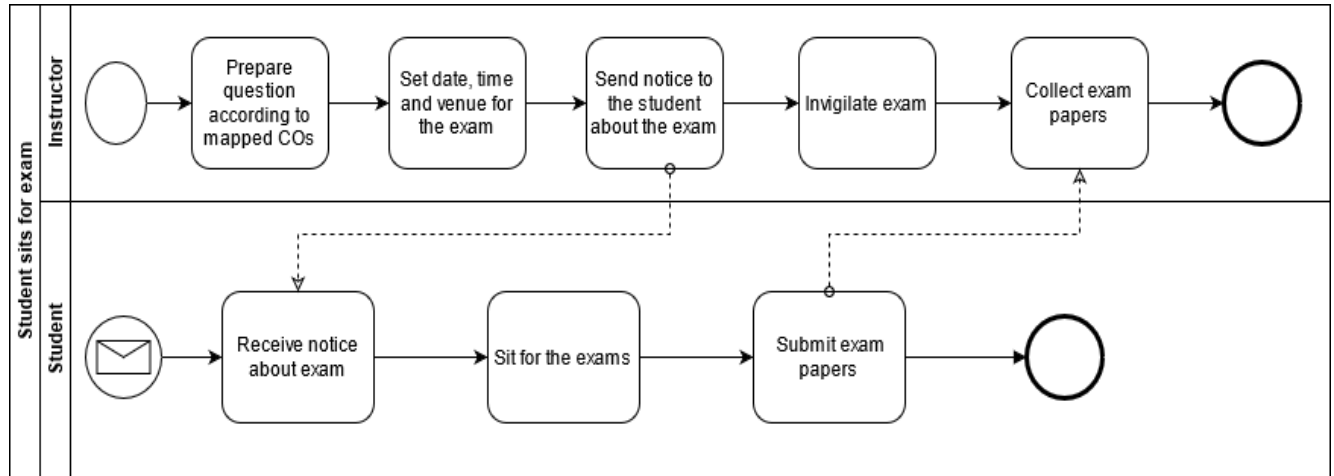 Student sits for exam
Instructor
Prepare
question
according to
mapped COs
Set date, time
and venue for
the exam
Send notice to
the student
about the exam
Invigilate exam
Collect exam
papers
Student
Receive notice
about exam
Sit for the exams
Submit exam
papers